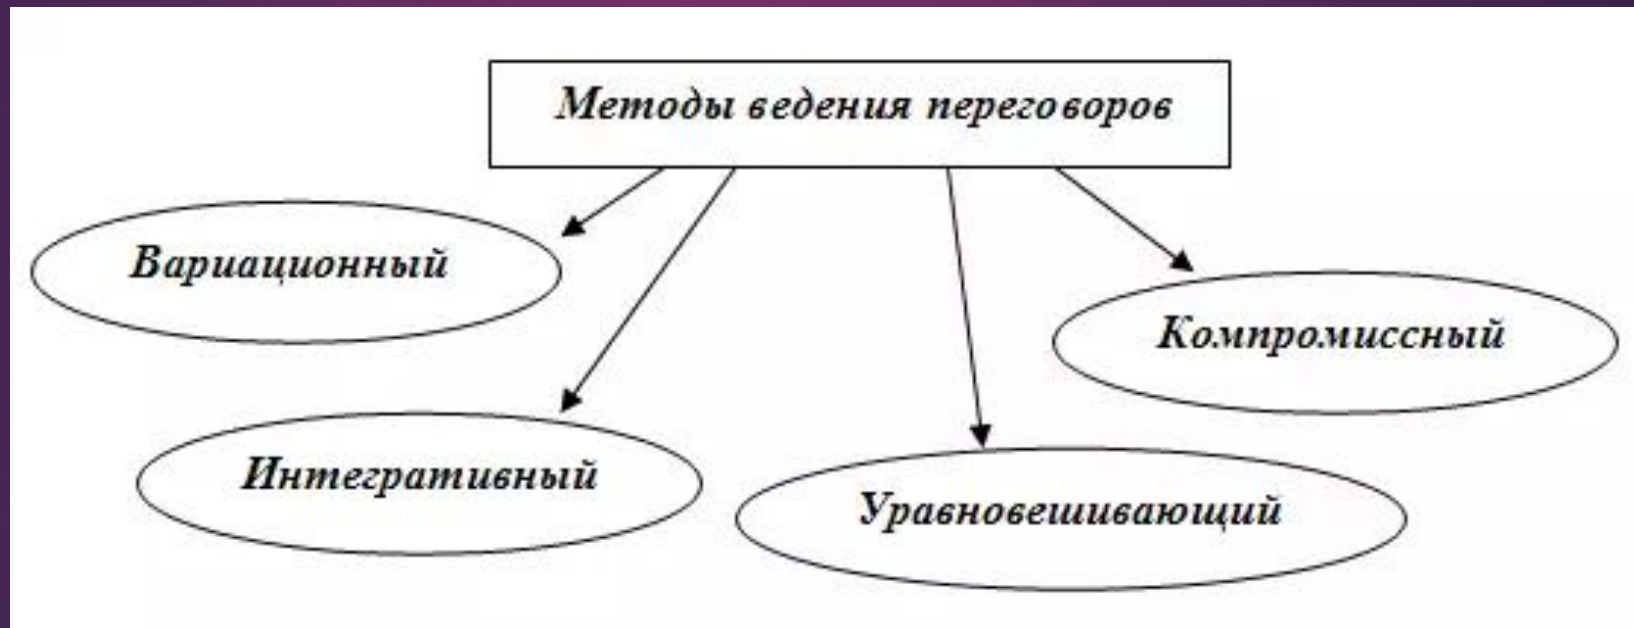 Методы ведения переговоров
Вариационный
Компромиссный
Интегративный
Уравновешивающий